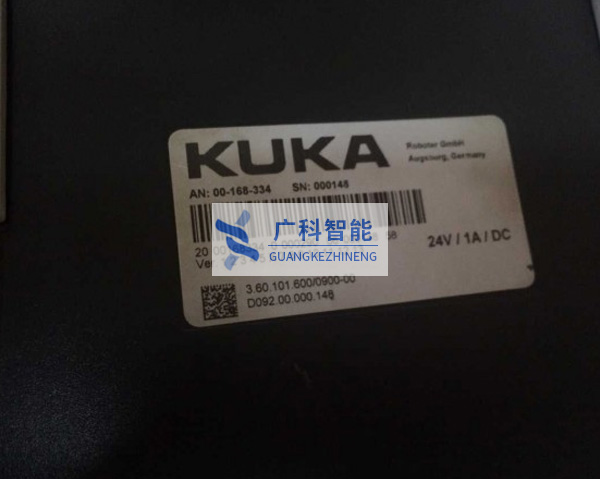 KUKA
Roboter GmbH
Augsburg, Germany
AN: 00-168-334 SN: 000148
广科智能
GUANGKEZHINENG
24V / 1A / DC
3.60.101.600/0900-00
D092.00.000.148